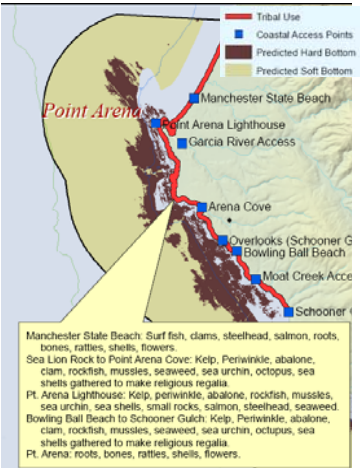 Tribal Use
Coastal Access Points
Predicted Hard Bottom
Predicted Soft Bottom
Manchester State Beach
Point Arena
Point Arena Lighthouse
Garcia River Access
Arena Cove
Overlooks (Schooner G
Bowling Ball Beach
Moat Creek Acce
Schooner
Manchester State Beach: Surf fish, clams, steelhead, salmon, roots,
bones, rattles, shells, flowers.
Sea Lion Rock to Point Arena Cove: Kelp, Periwinkle, abalone,
clam, rockfish, mussles, seaweed, sea urchin, octopus, sea
shells gathered to make religious regalia.
Pt. Arena Lighthouse: Kelp, periwinkle, abalone, rockfish, mussles,
sea urchin, sea shells, small rocks, salmon, steelhead, seaweed.
Bowling Ball Beach to Schooner Gulch: Kelp, Periwinkle, abalone,
clam, rockfish, mussles, seaweed, sea urchin, octupus, sea
shells gathered to make religious regalia.
Pt. Arena: roots, bones, rattles, shells, flowers.